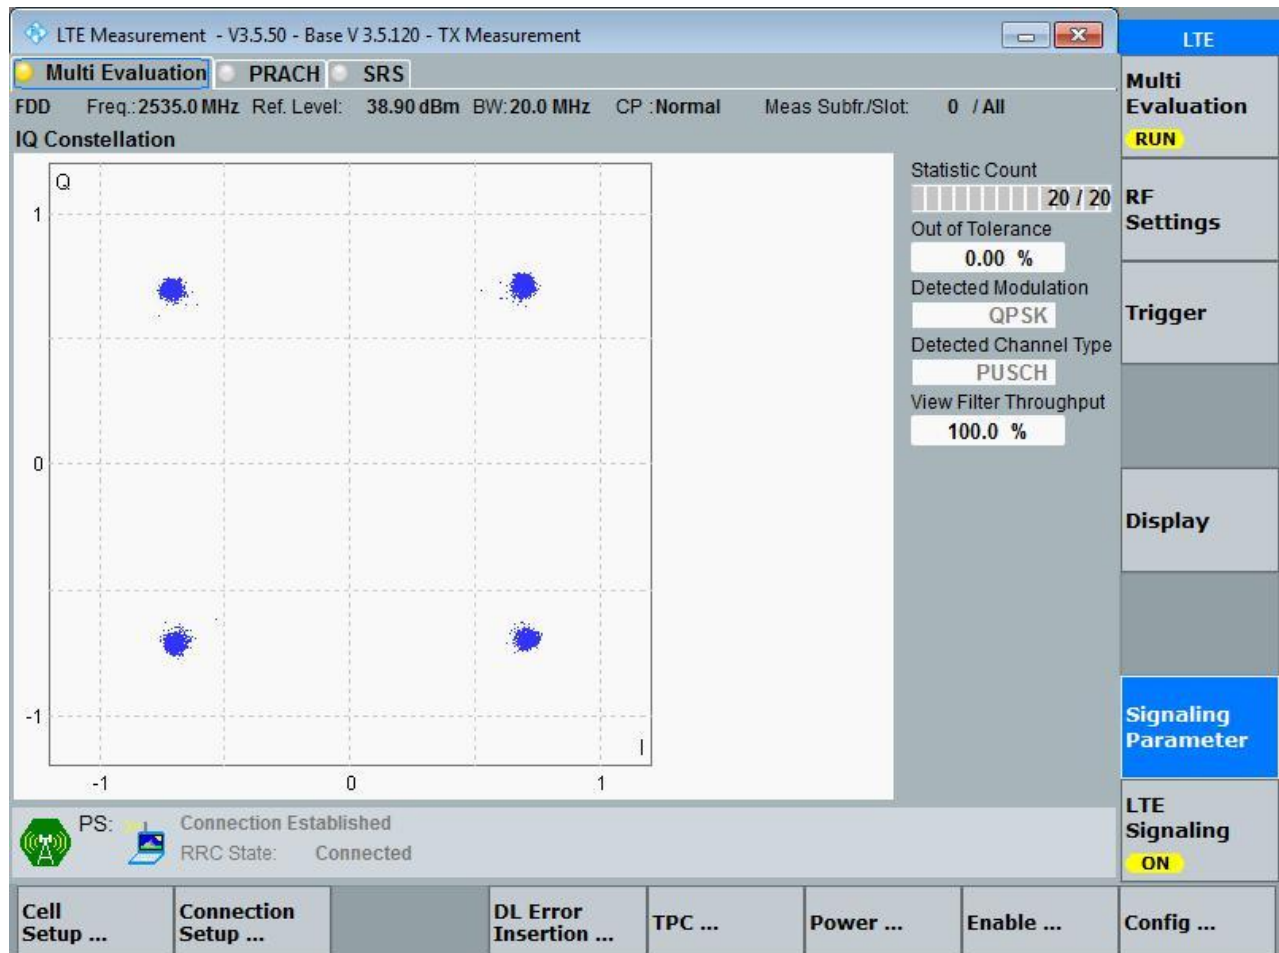 LTE Measurement - V3.5.50 - Base V 3.5.120 - TX Measurement
LTE
Multi Evaluation PRACH SRS
FDD Freq.: 2535.0 MHz Ref. Level: 38.90 dBm BW: 20.0 MHz CP : Normal Meas Subfr./Slot: 0 / All
IQ Constellation
Q
1
0
-1
I
-1 0 1
Statistic Count
20 / 20
Out of Tolerance
0.00 %
Detected Modulation
QPSK
Detected Channel Type
PUSCH
View Filter Throughput
100.0 %
Multi
Evaluation
RUN
RF
Settings
Trigger
Display
Signaling
Parameter
LTE
Signaling
ON
PS: Connection Established
RRC State: Connected
Cell
Setup ...
Connection
Setup ...
DL Error
Insertion ...
TPC ...
Power ...
Enable ...
Config ...